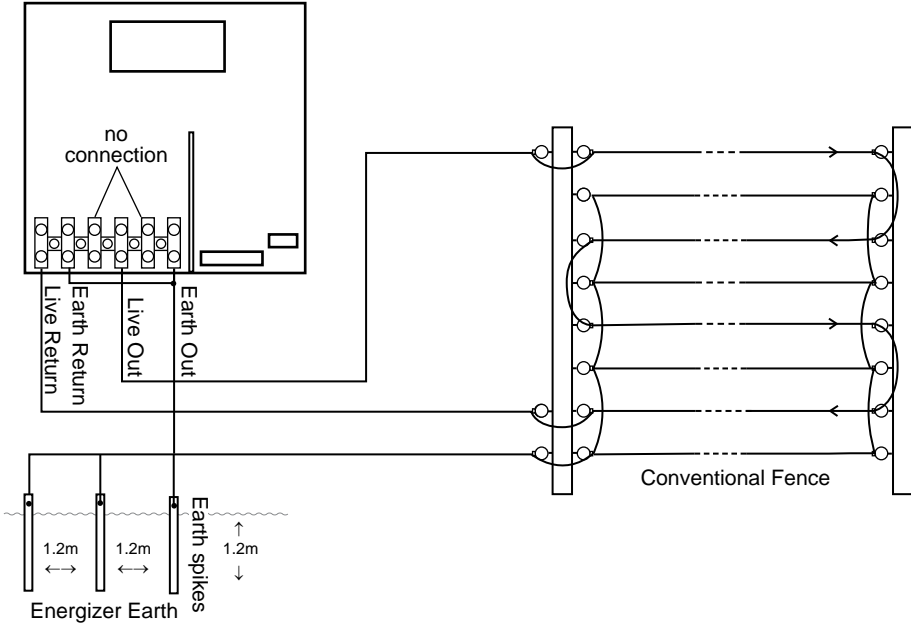 no
connection
Live Return
Earth Return
Live Out
Earth Out
Conventional Fence
Earth spikes
1.2m
1.2m
1.2m
Energizer Earth